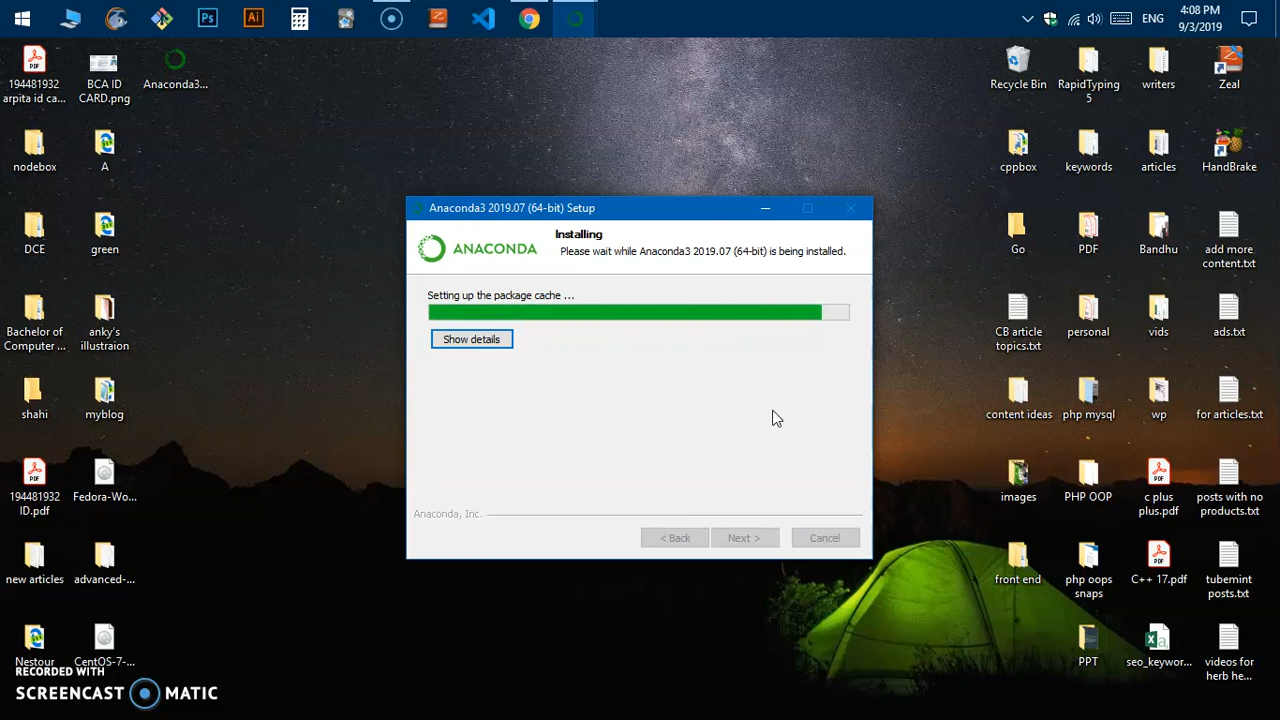 Ps
Ai
ENG
4:08 PM
9/3/2019
PDF
194481932
arpita id ca...
BCA ID
CARD.png
Anaconda3...
nodebox
A
DCE
green
Bachelor of
Computer ...
anky's
illustraion
shahi
myblog
PDF
194481932
ID.pdf
Fedora-Wo...
new articles
advanced-...
Nestour
CentOS-7-...
RECORDED WITH
SCREENCAST MATIC
Anaconda3 2019.07 (64-bit) Setup
ANACONDA
Installing
Please wait while Anaconda3 2019.07 (64-bit) is being installed.
Setting up the package cache ...
Show details
Anaconda, Inc.
< Back
Next >
Cancel
Recycle Bin
RapidTyping
5
writers
Zeal
cppbox
keywords
articles
HandBrake
Go
PDF
Bandhu
add more
content.txt
CB article
topics.txt
personal
vids
ads.txt
content ideas
php mysql
wp
for articles.txt
images
PHP OOP
PDF
c plus
plus.pdf
posts with no
products.txt
front end
php oops
snaps
PDF
C++ 17.pdf
tubemint
posts.txt
PPT
seo_keywor...
videos for
herb he...